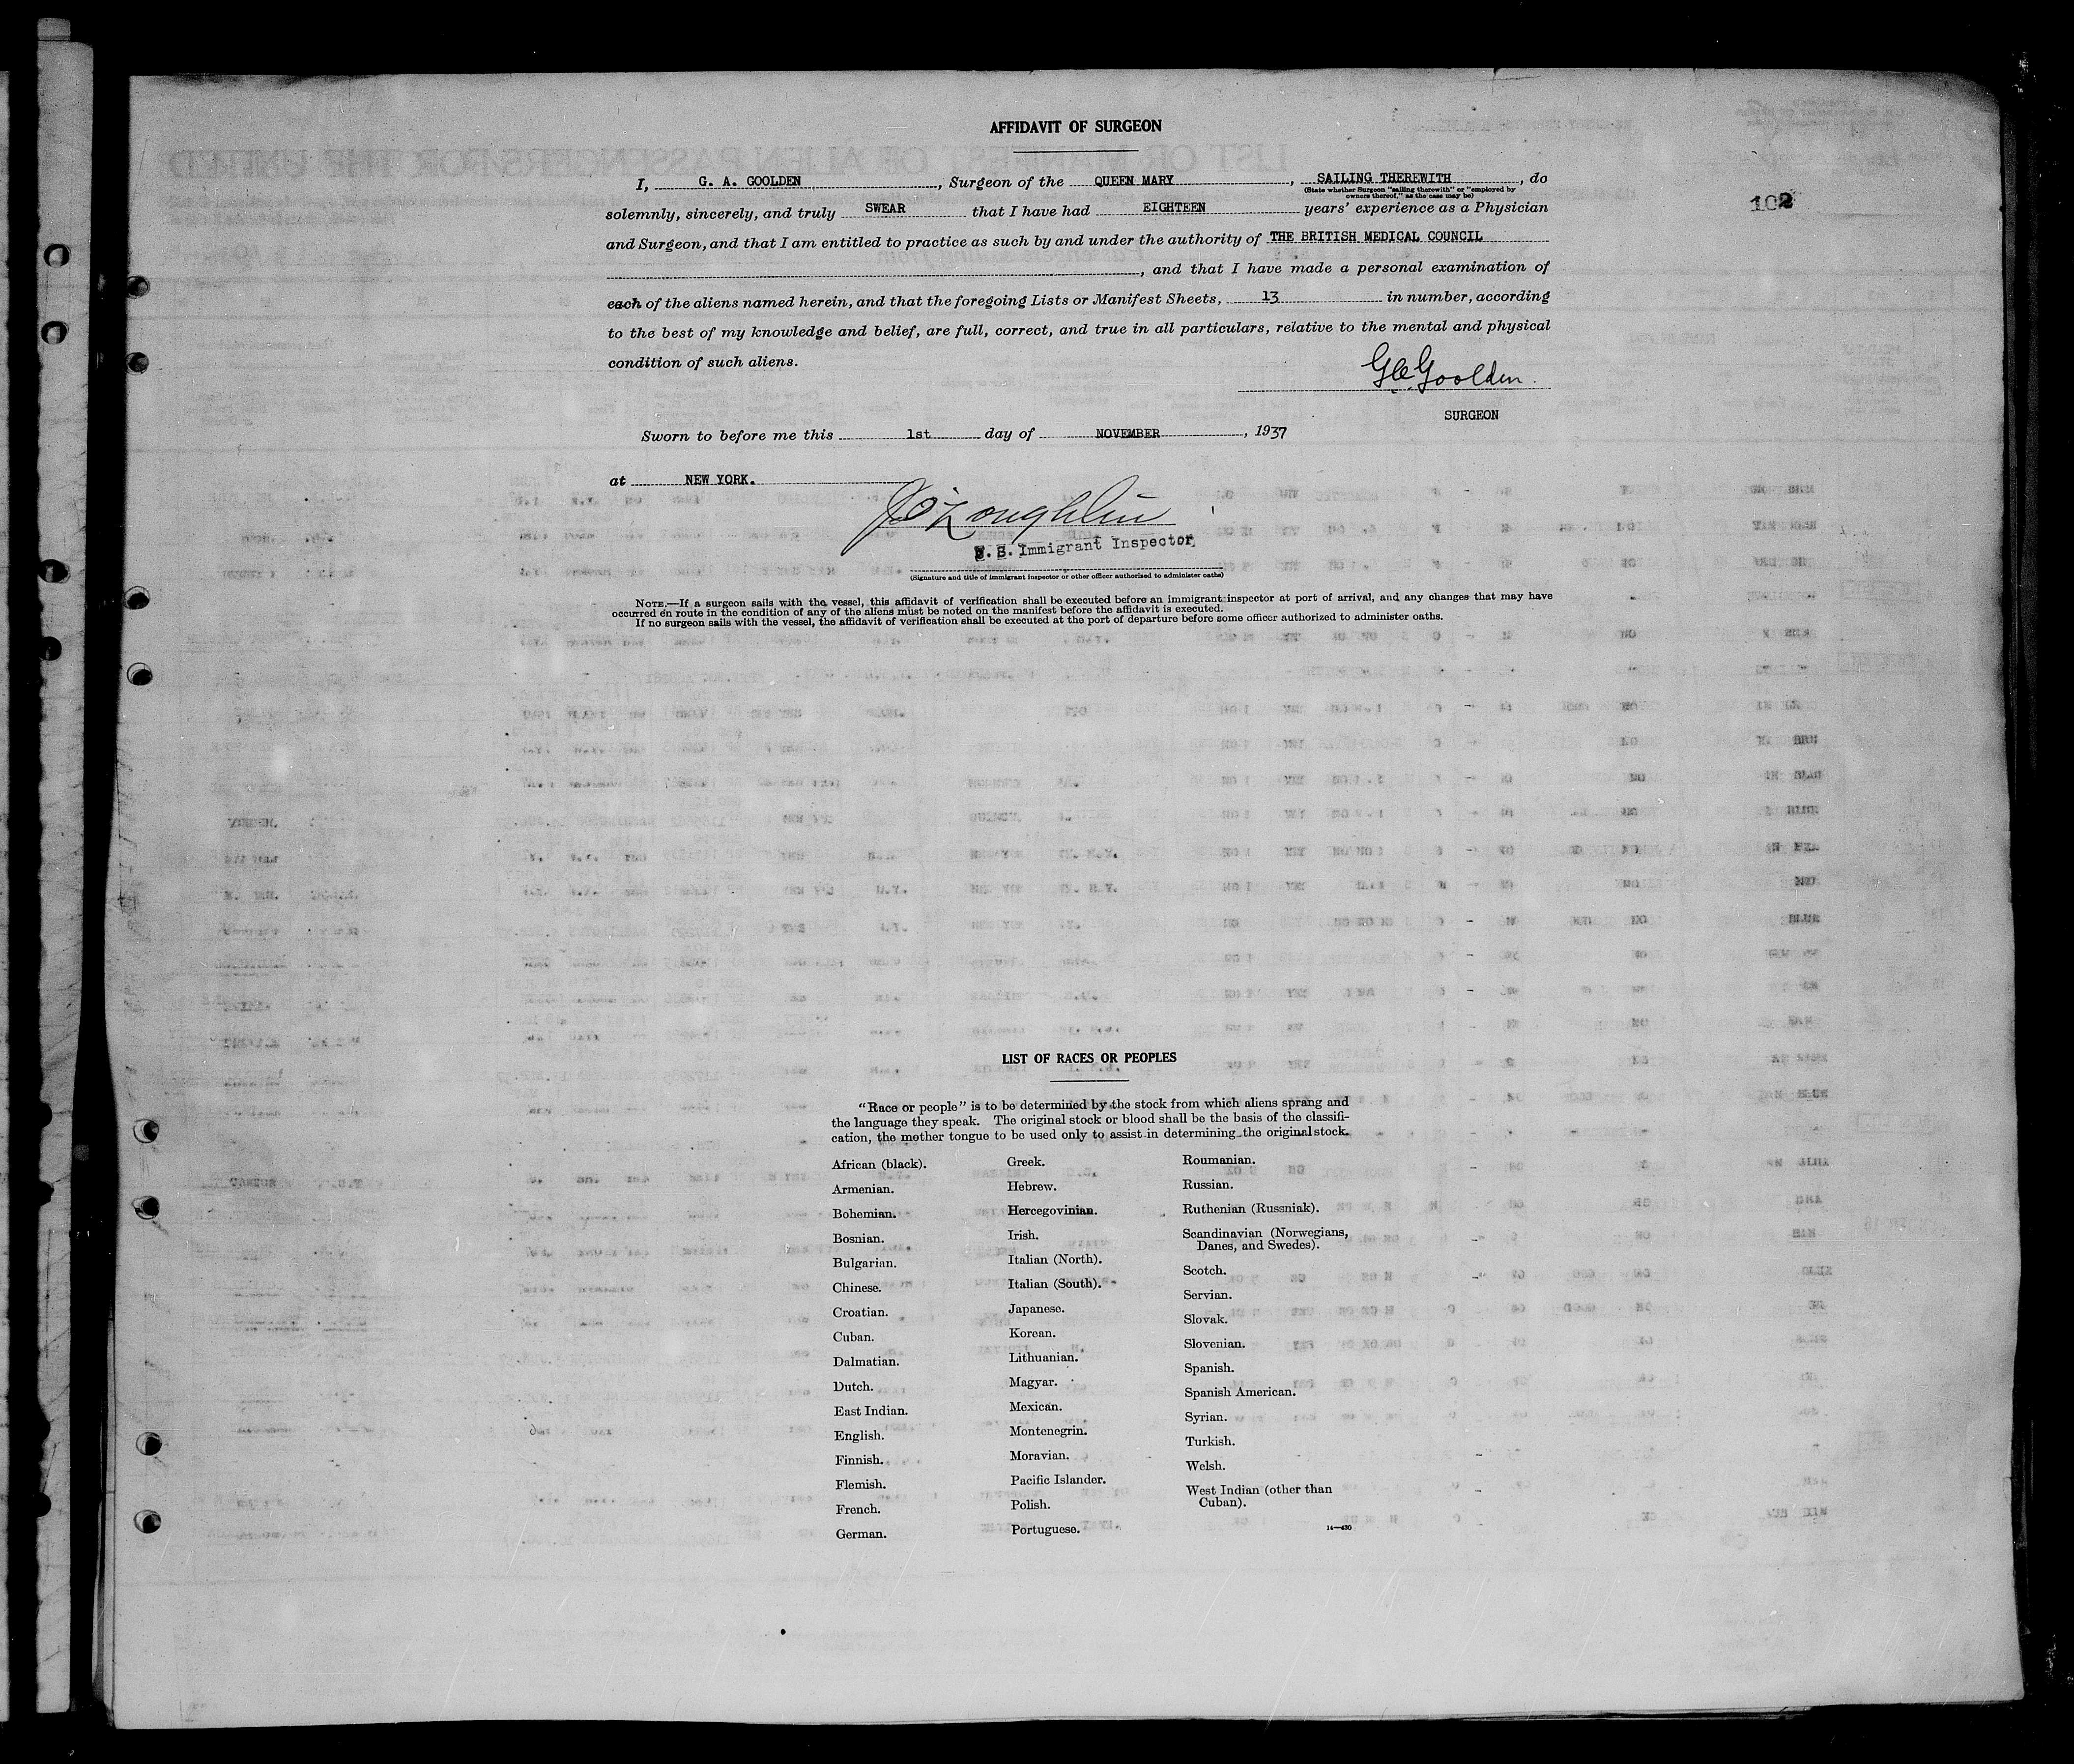 AFFIDAVIT OF SURGEON
I, G. A. GOOLDEN, Surgeon of the QUEEN MARY, SAILING THEREWITH, do
(State whether Surgeon "sailing therewith" or "employed by
owners thereof," as the case may be)
102
solemnly, sincerely, and truly SWEAR that I have had EIGHTEEN years' experience as a Physician
and Surgeon, and that I am entitled to practice as such by and under the authority of THE BRITISH MEDICAL COUNCIL
, and that I have made a personal examination of
each of the aliens named herein, and that the foregoing Lists or Manifest Sheets, 13 in number, according
to the best of my knowledge and belief, are full, correct, and true in all particulars, relative to the mental and physical
condition of such aliens.
Goolden.
SURGEON
Sworn to before me this 1st day of NOVEMBER, 1937
at NEW YORK.
O'Loughlin
U. S. Immigrant Inspector
(Signature and title of immigrant inspector or other officer authorized to administer oaths)
NOTE.—If a surgeon sails with the vessel, this affidavit of verification shall be executed before an immigrant inspector at port of arrival, and any changes that may have
occurred en route in the condition of any of the aliens must be noted on the manifest before the affidavit is executed.
If no surgeon sails with the vessel, the affidavit of verification shall be executed at the port of departure before some officer authorized to administer oaths.
LIST OF RACES OR PEOPLES
"Race or people" is to be determined by the stock from which aliens sprang and
the language they speak. The original stock or blood shall be the basis of the classifi-
cation, the mother tongue to be used only to assist in determining the original stock.
African (black).
Armenian.
Bohemian.
Bosnian.
Bulgarian.
Chinese.
Croatian.
Cuban.
Dalmatian.
Dutch.
East Indian.
English.
Finnish.
Flemish.
French.
German.
Greek.
Hebrew.
Hercegovinian.
Irish.
Italian (North).
Italian (South).
Japanese.
Korean.
Lithuanian.
Magyar.
Mexican.
Montenegrin.
Moravian.
Pacific Islander.
Polish.
Portuguese.
Roumanian.
Russian.
Ruthenian (Russniak).
Scandinavian (Norwegians,
Danes, and Swedes).
Scotch.
Servian.
Slovak.
Slovenian.
Spanish.
Spanish American.
Syrian.
Turkish.
Welsh.
West Indian (other than
Cuban).
14—430